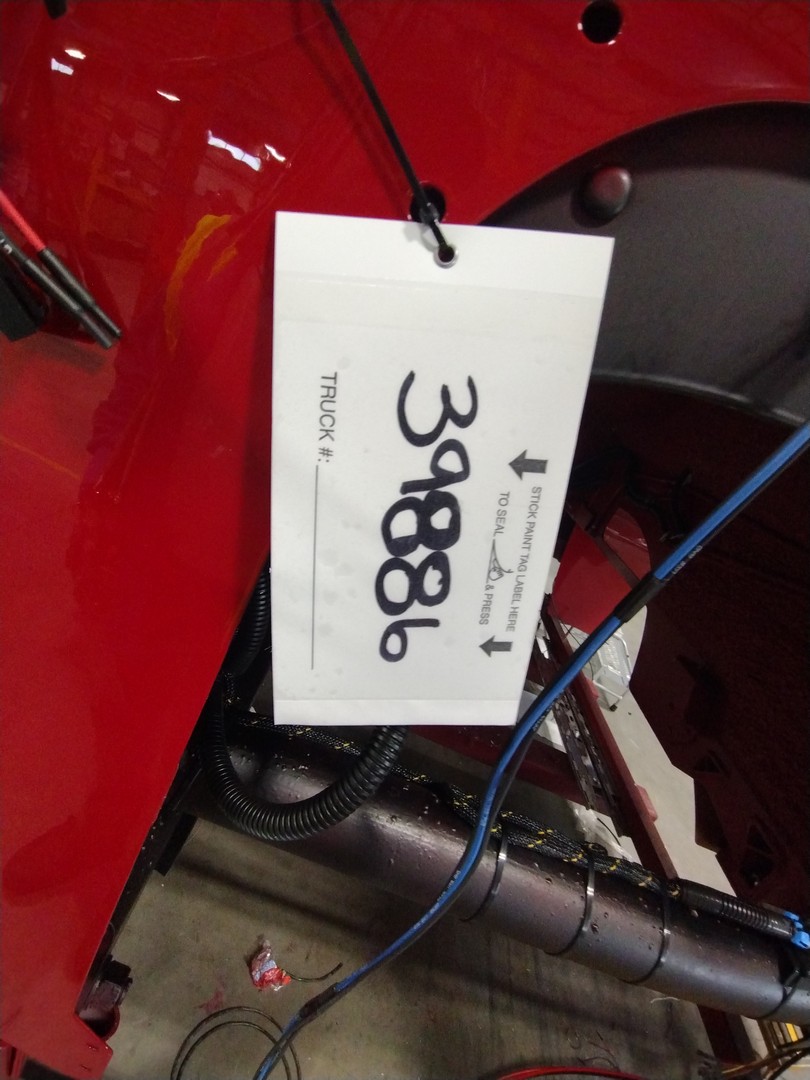 STICK PAINT TAG LABEL HERE
TO SEAL & PRESS
39886
TRUCK #: